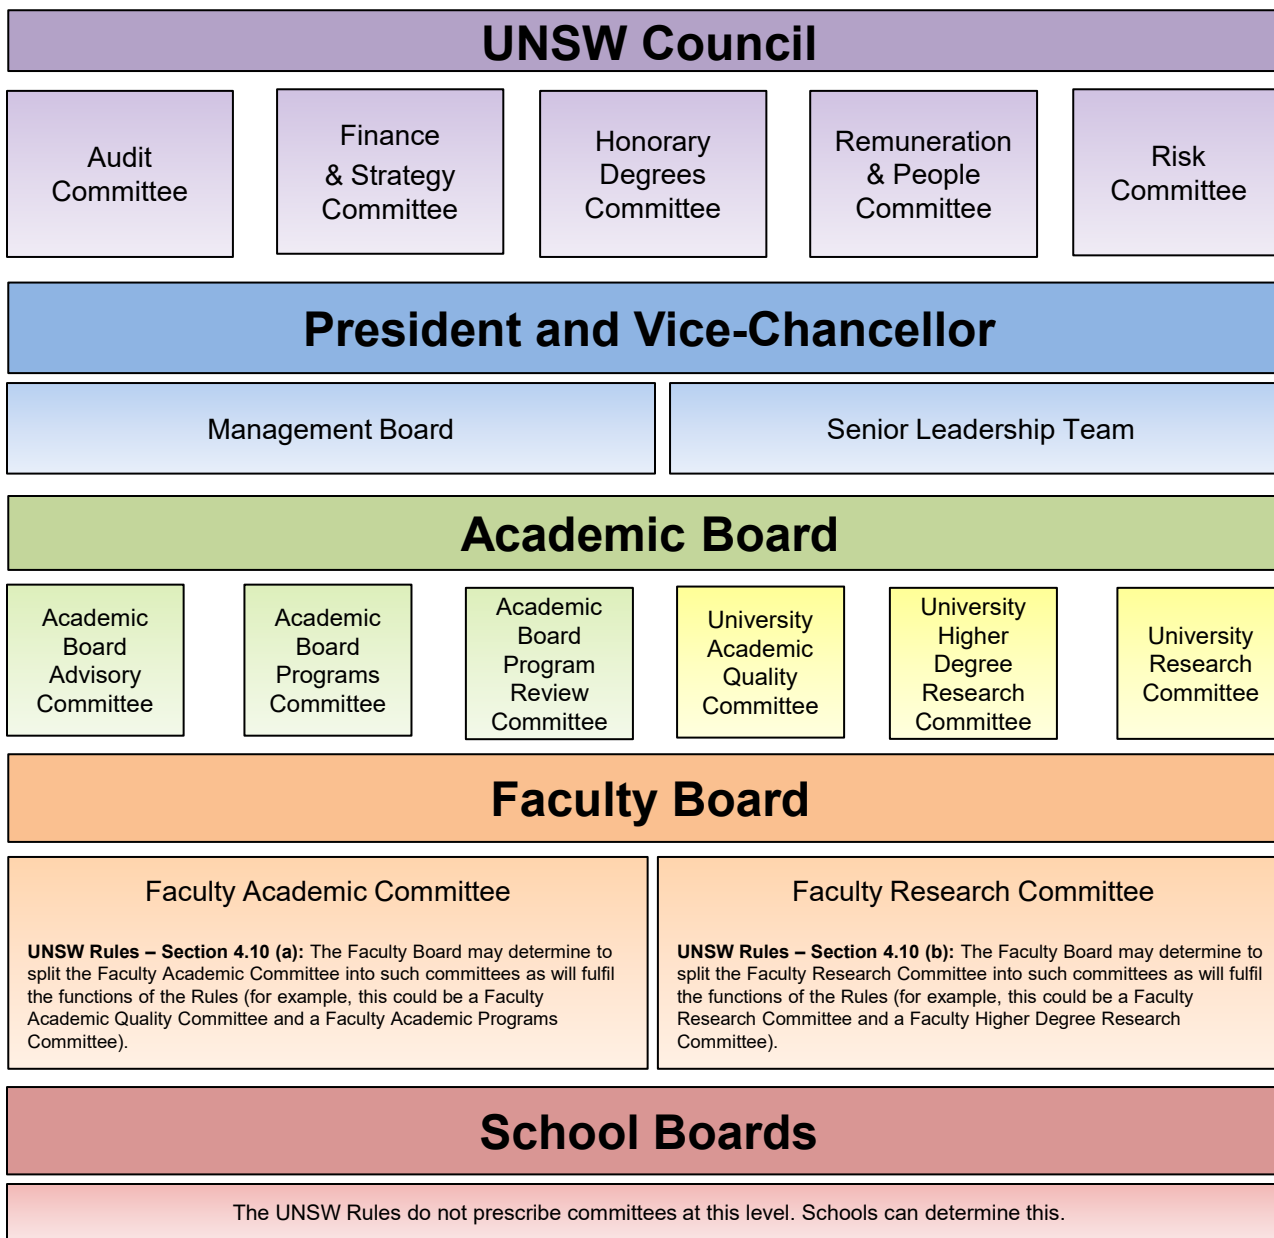 UNSW Council
Audit
Committee
Finance
& Strategy
Committee
Honorary
Degrees
Committee
Remuneration
& People
Committee
Risk
Committee
President and Vice-Chancellor
Management Board
Senior Leadership Team
Academic Board
Academic
Board
Advisory
Committee
Academic
Board
Programs
Committee
Academic
Board
Program
Review
Committee
University
Academic
Quality
Committee
University
Higher
Degree
Research
Committee
University
Research
Committee
Faculty Board
Faculty Academic Committee
UNSW Rules – Section 4.10 (a): The Faculty Board may determine to
split the Faculty Academic Committee into such committees as will fulfil
the functions of the Rules (for example, this could be a Faculty
Academic Quality Committee and a Faculty Academic Programs
Committee).
Faculty Research Committee
UNSW Rules – Section 4.10 (b): The Faculty Board may determine to
split the Faculty Research Committee into such committees as will fulfil
the functions of the Rules (for example, this could be a Faculty
Research Committee and a Faculty Higher Degree Research
Committee).
School Boards
The UNSW Rules do not prescribe committees at this level. Schools can determine this.